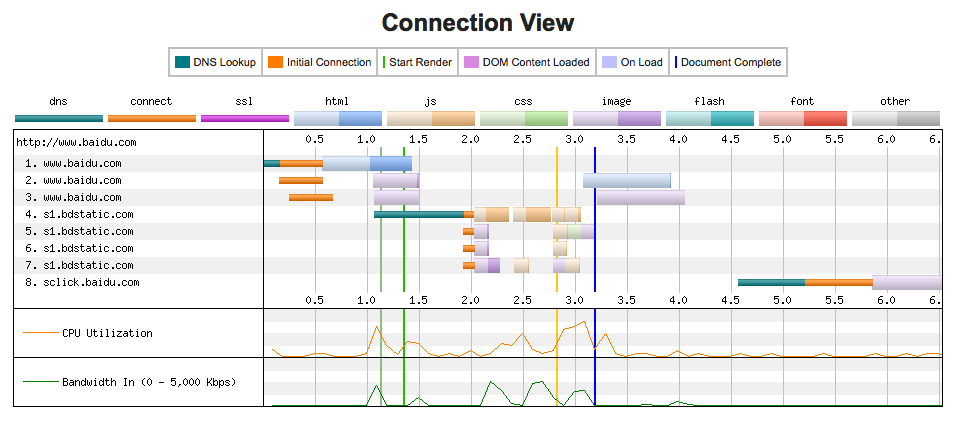 Connection View
DNS Lookup Initial Connection Start Render DOM Content Loaded On Load Document Complete
dns connect ssl html js css image flash font other
http://www.baidu.com 0.5 1.0 1.5 2.0 2.5 3.0 3.5 4.0 4.5 5.0 5.5 6.0 6.
1. www.baidu.com
2. www.baidu.com
3. www.baidu.com
4. s1.bdstatic.com
5. s1.bdstatic.com
6. s1.bdstatic.com
7. s1.bdstatic.com
8. sclick.baidu.com
0.5 1.0 1.5 2.0 2.5 3.0 3.5 4.0 4.5 5.0 5.5 6.0 6.
CPU Utilization
Bandwidth In (0 - 5,000 Kbps)